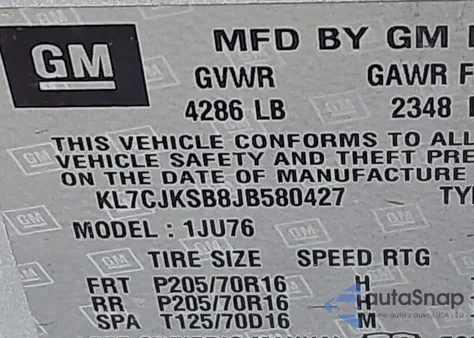 GM
MFD BY GM
GVWR GAWR F
4286 LB 2348
THIS VEHICLE CONFORMS TO ALL
VEHICLE SAFETY AND THEFT PRE
ON THE DATE OF MANUFACTURE
KL7CJKSB8JB580427 TY
MODEL : 1JU76
TIRE SIZE SPEED RTG
FRT P205/70R16 H
RR P205/70R16 H
SPA T125/70D16 M
autaSnap